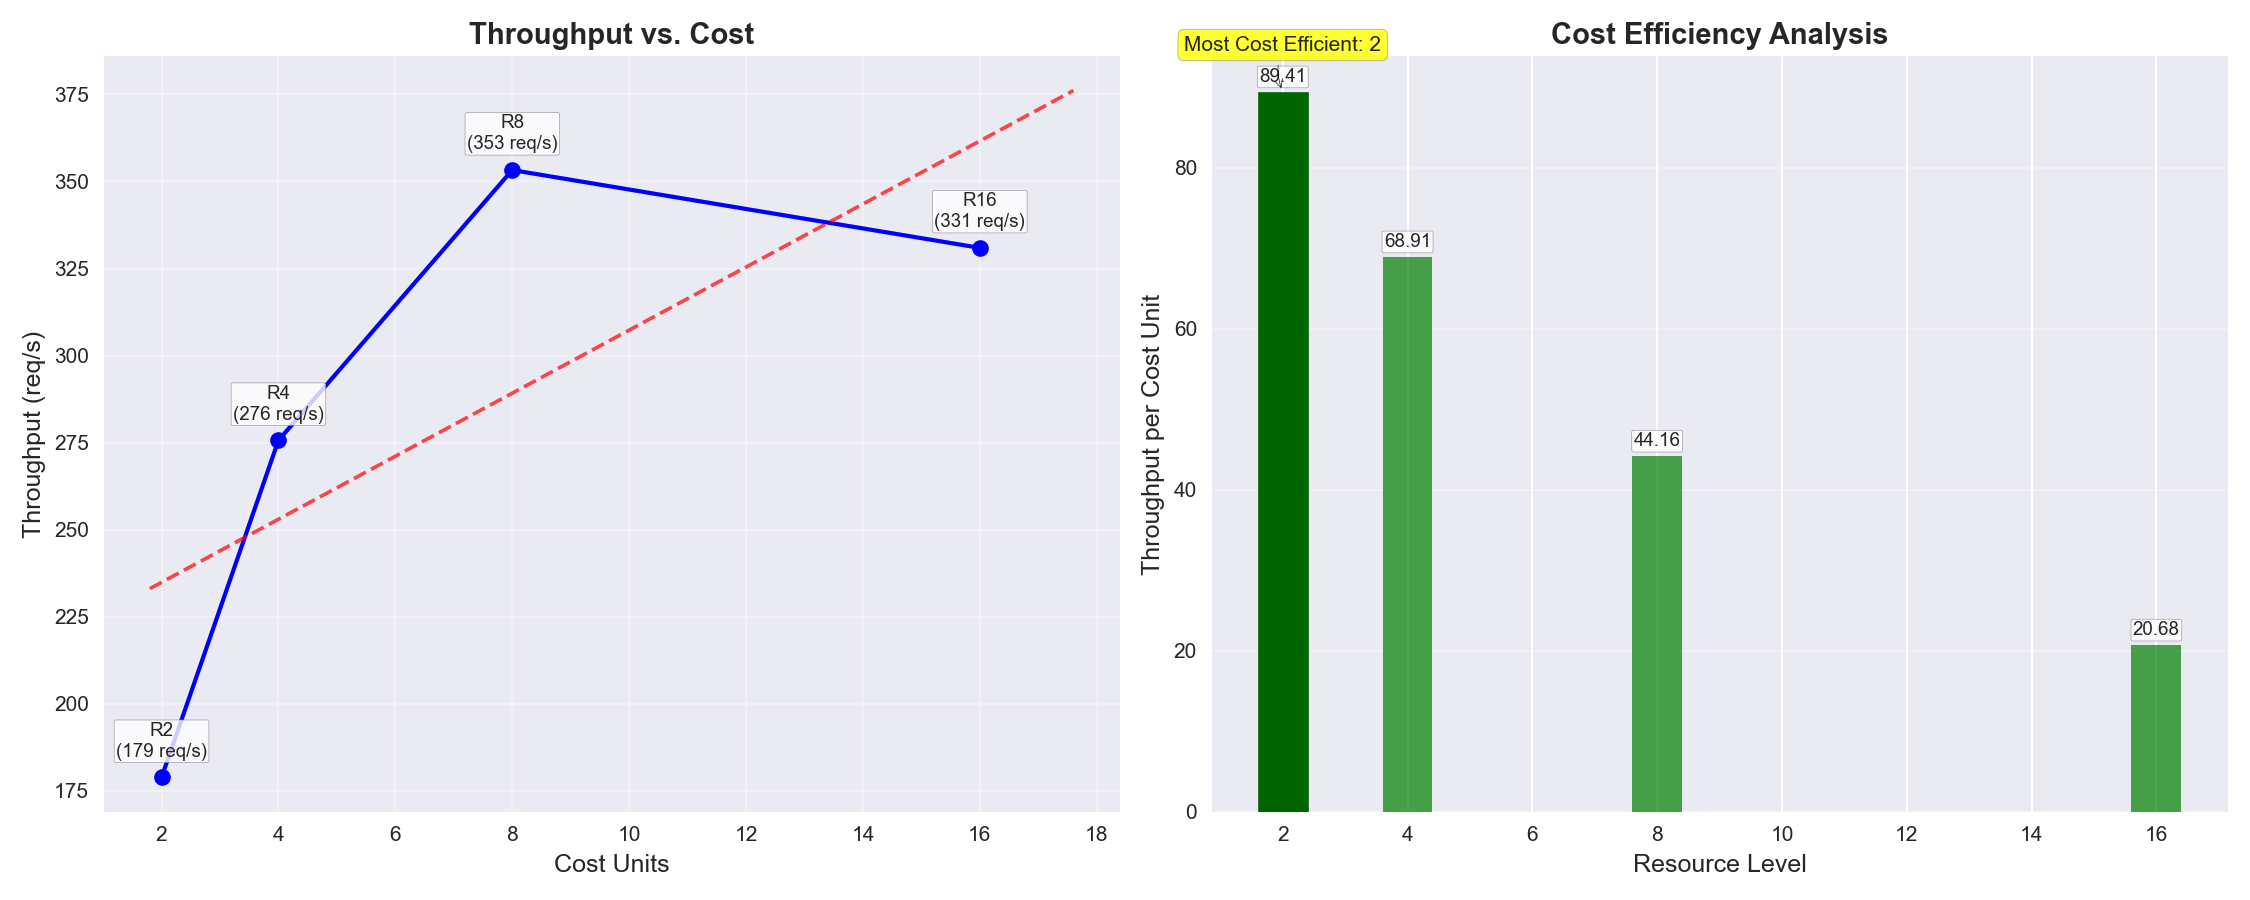 Throughput vs. Cost
Throughput (req/s)
375
350
325
300
275
250
225
200
175
R8
(353 req/s)
R16
(331 req/s)
R4
(276 req/s)
R2
(179 req/s)
2 4 6 8 10 12 14 16 18
Cost Units
Cost Efficiency Analysis
Most Cost Efficient: 2
Throughput per Cost Unit
80
60
40
20
0
89.41
68.91
44.16
20.68
2 4 6 8 10 12 14 16
Resource Level